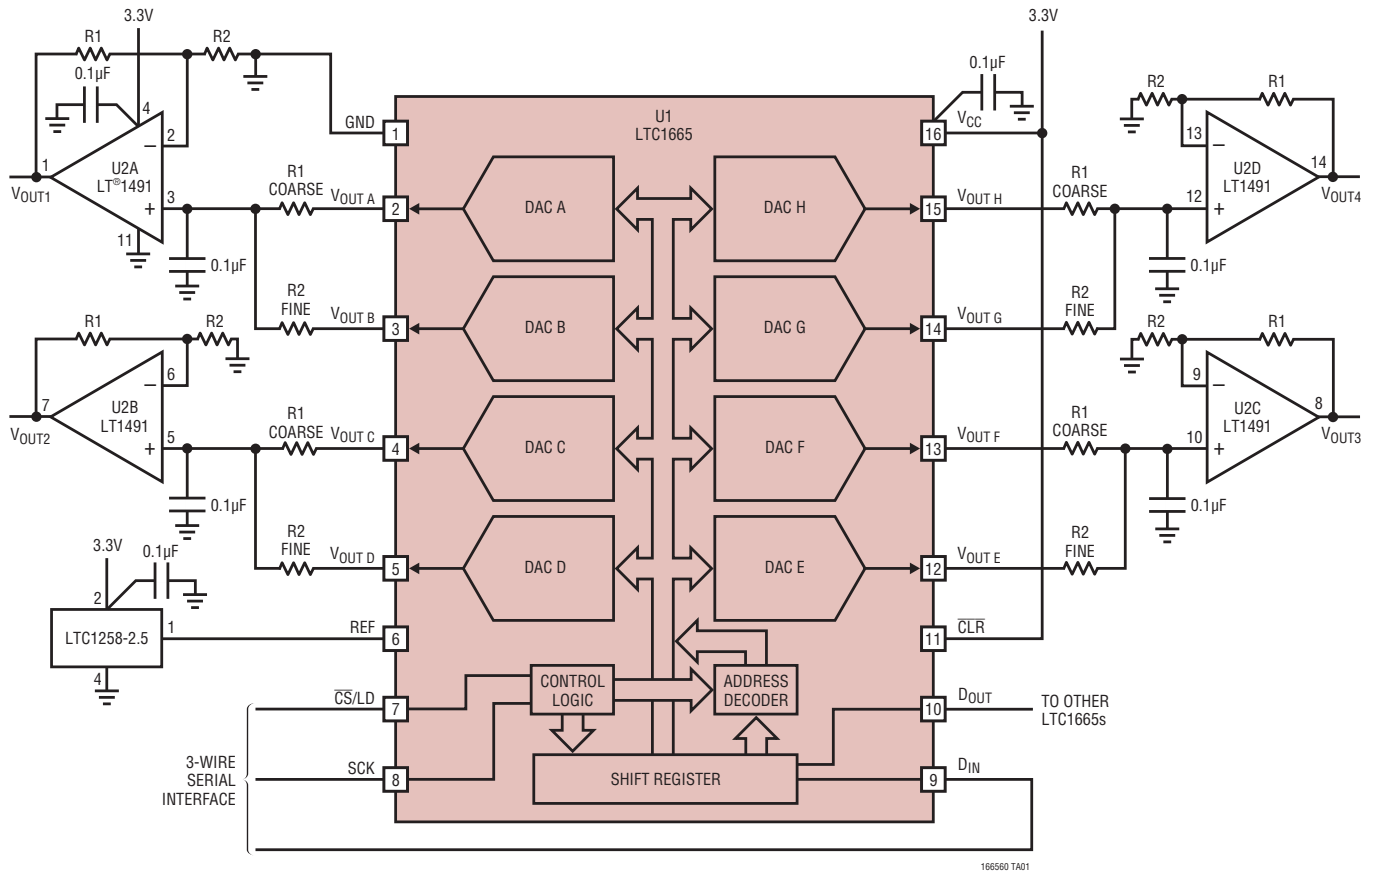 3.3V
R1
R2
0.1µF
4
2
–
1
U2A
LT®1491
3
+
11
VOUT1
0.1µF
GND
1
R1
COARSE
VOUT A
2
R2
FINE
VOUT B
3
R1
R2
6
–
7
U2B
LT1491
5
+
VOUT2
0.1µF
R1
COARSE
VOUT C
4
R2
FINE
VOUT D
5
3.3V
0.1µF
2
LTC1258-2.5
1
4
REF
6
CS/LD
7
3-WIRE
SERIAL
INTERFACE
SCK
8
U1
LTC1665
DAC A
DAC H
DAC B
DAC G
DAC C
DAC F
DAC D
DAC E
CONTROL
LOGIC
ADDRESS
DECODER
SHIFT REGISTER
3.3V
0.1µF
16
VCC
15
VOUT H
R1
COARSE
14
VOUT G
R2
FINE
13
VOUT F
R1
COARSE
12
VOUT E
R2
FINE
11
CLR
10
DOUT
TO OTHER
LTC1665s
9
DIN
R2
R1
13
–
U2D
LT1491
14
12
+
VOUT4
0.1µF
R2
R1
9
–
U2C
LT1491
8
10
+
VOUT3
0.1µF
166560 TA01